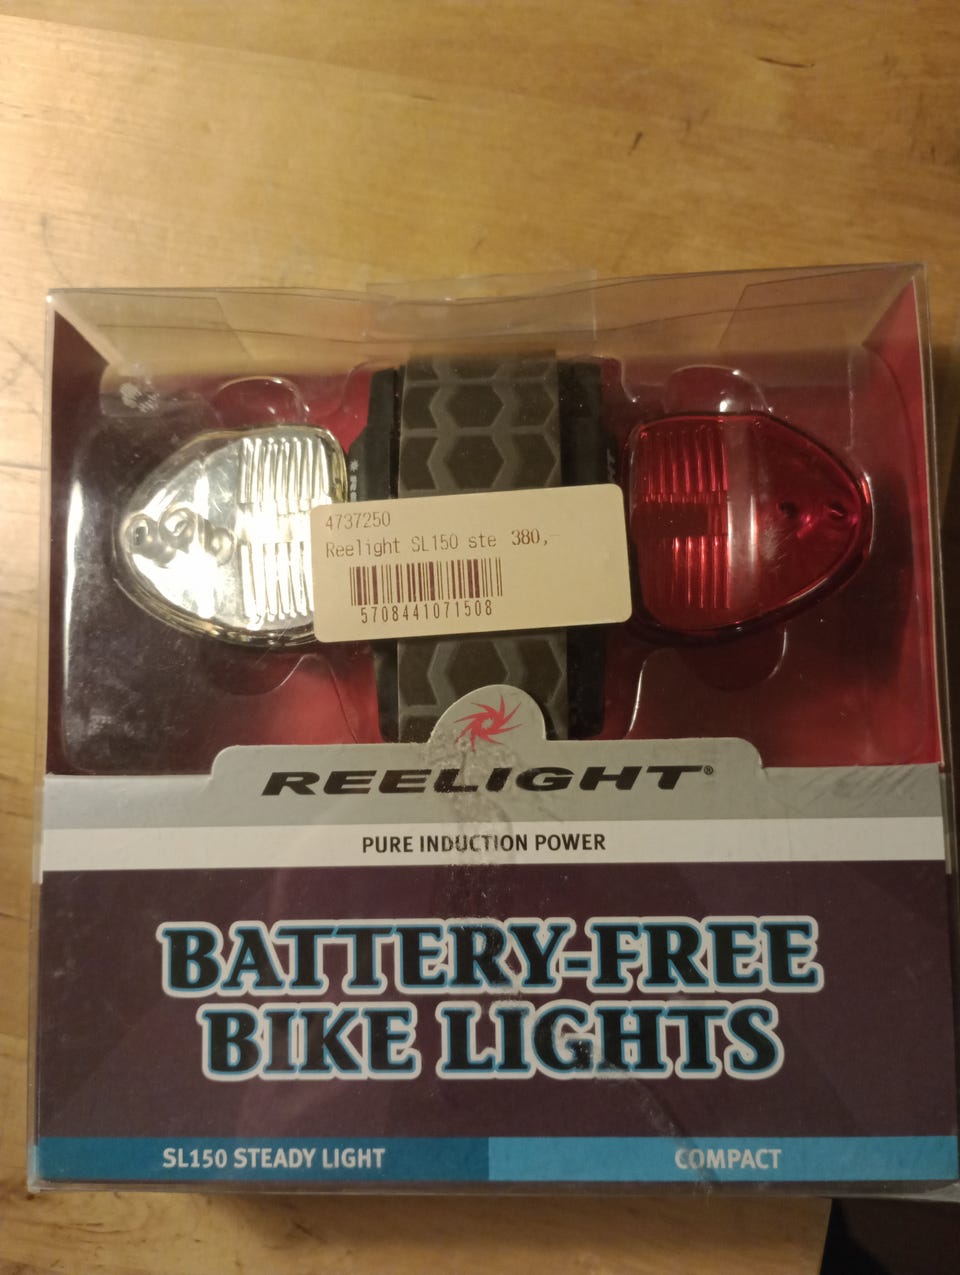 4737250
Reelight SL150 ste 380,-
5708441071508
REELIGHT®
PURE INDUCTION POWER
BATTERY-FREE
BIKE LIGHTS
SL150 STEADY LIGHT
COMPACT